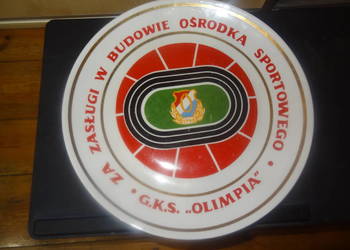 ZA ZASŁUGI W BUDOWIE OŚRODKA SPORTOWEGO
G.K.S. „OLIMPIA"